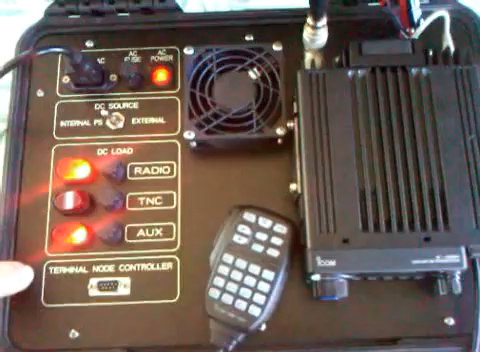 AC
AC
FUSE
AC
POWER
DC SOURCE
INTERNAL PS
EXTERNAL
DC LOAD
RADIO
TNC
AUX
TERMINAL NODE CONTROLLER
ICOM